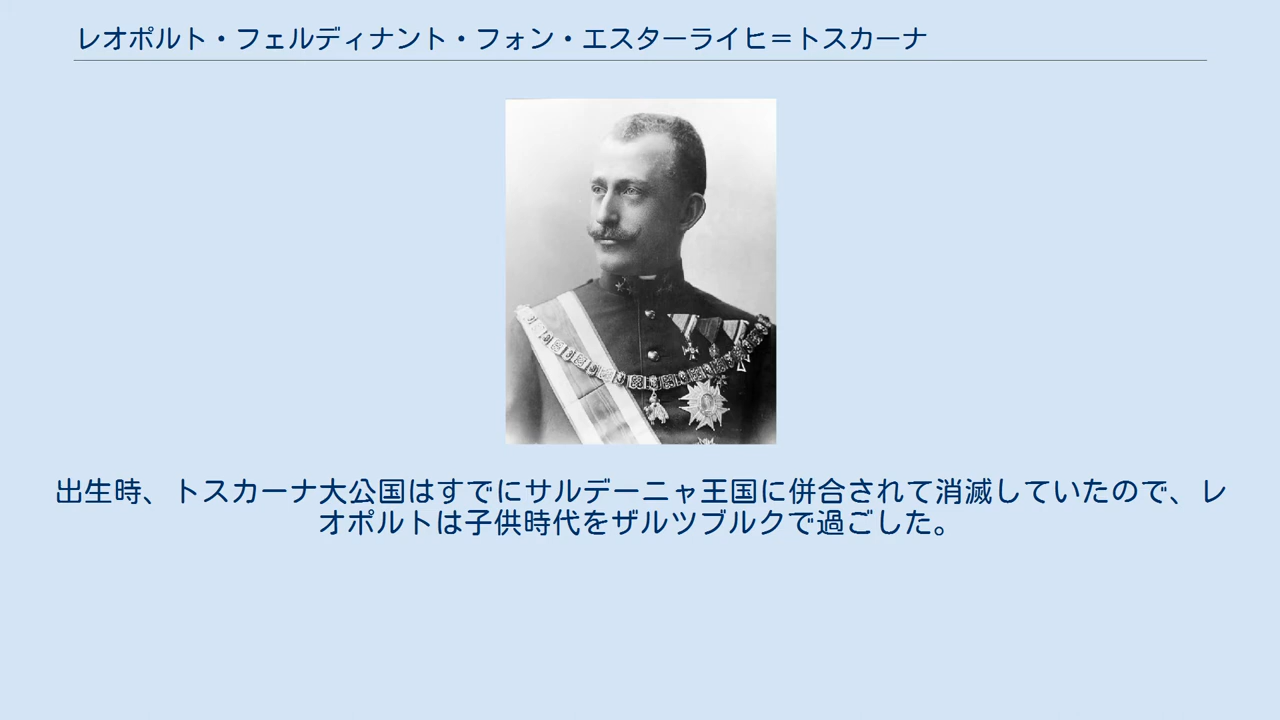 レオポルト・フェルディナント・フォン・エスターライヒ＝トスカーナ
出生時、トスカーナ大公国はすでにサルデーニャ王国に併合されて消滅していたので、レ
オポルトは子供時代をザルツブルクで過ごした。